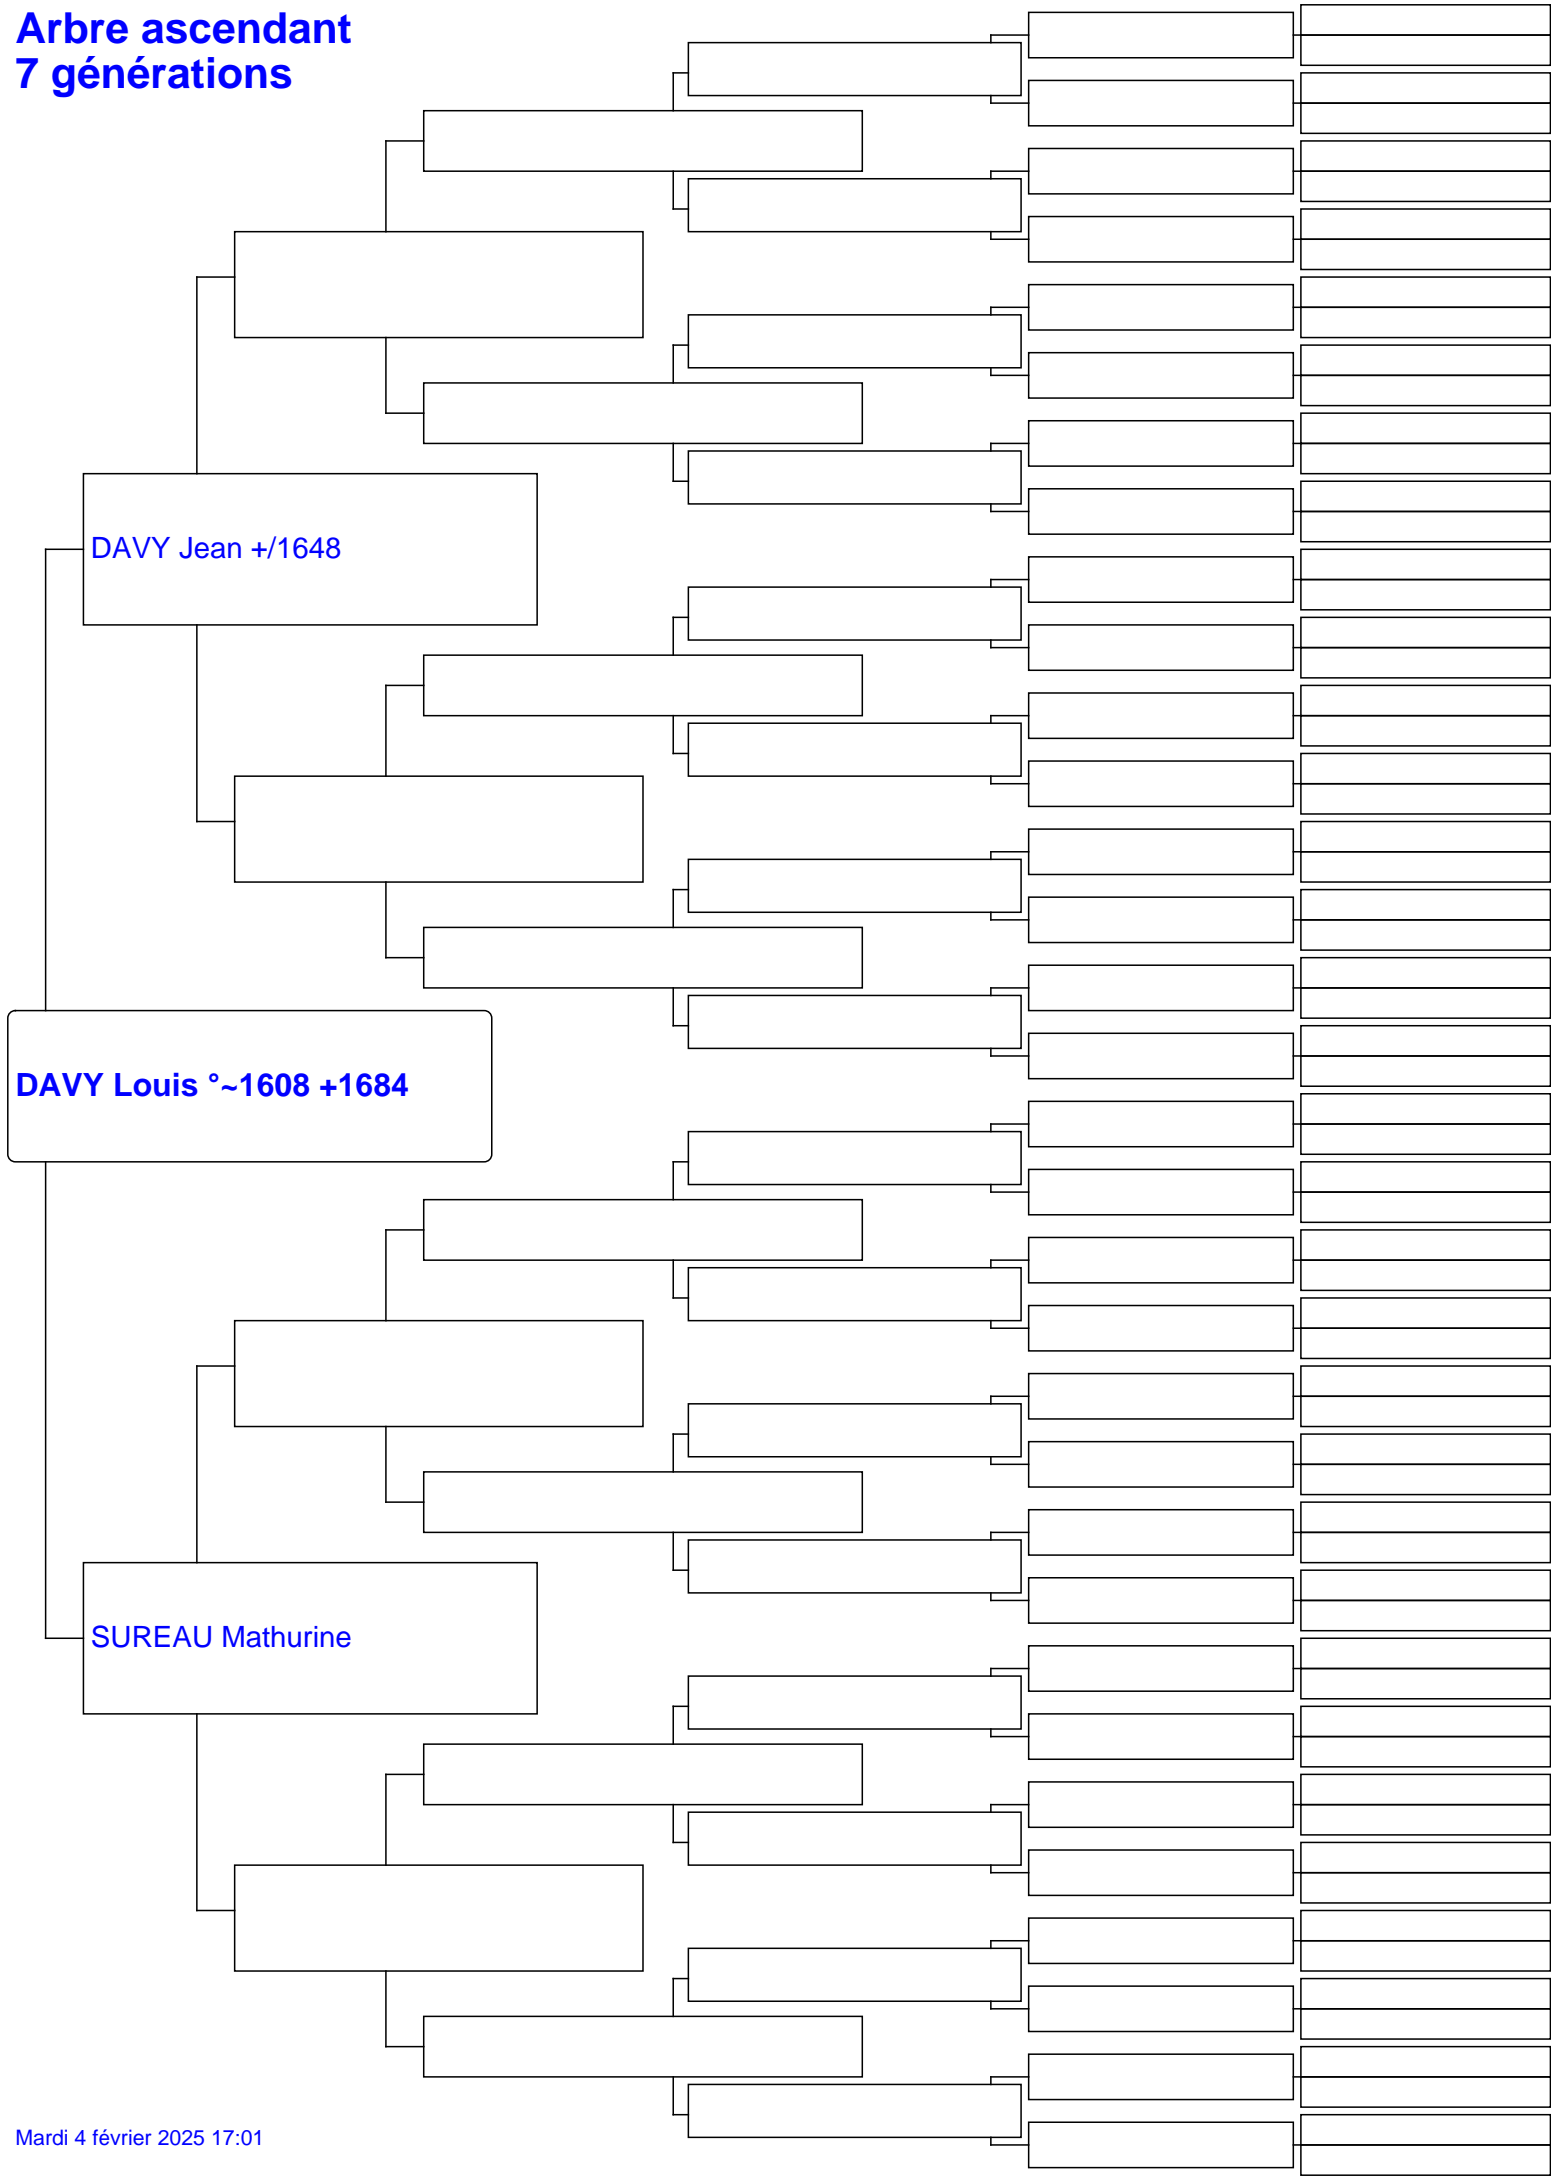 Arbre ascendant
7 générations
DAVY Jean +/1648
DAVY Louis °~1608 +1684
SUREAU Mathurine
Mardi 4 février 2025 17:01